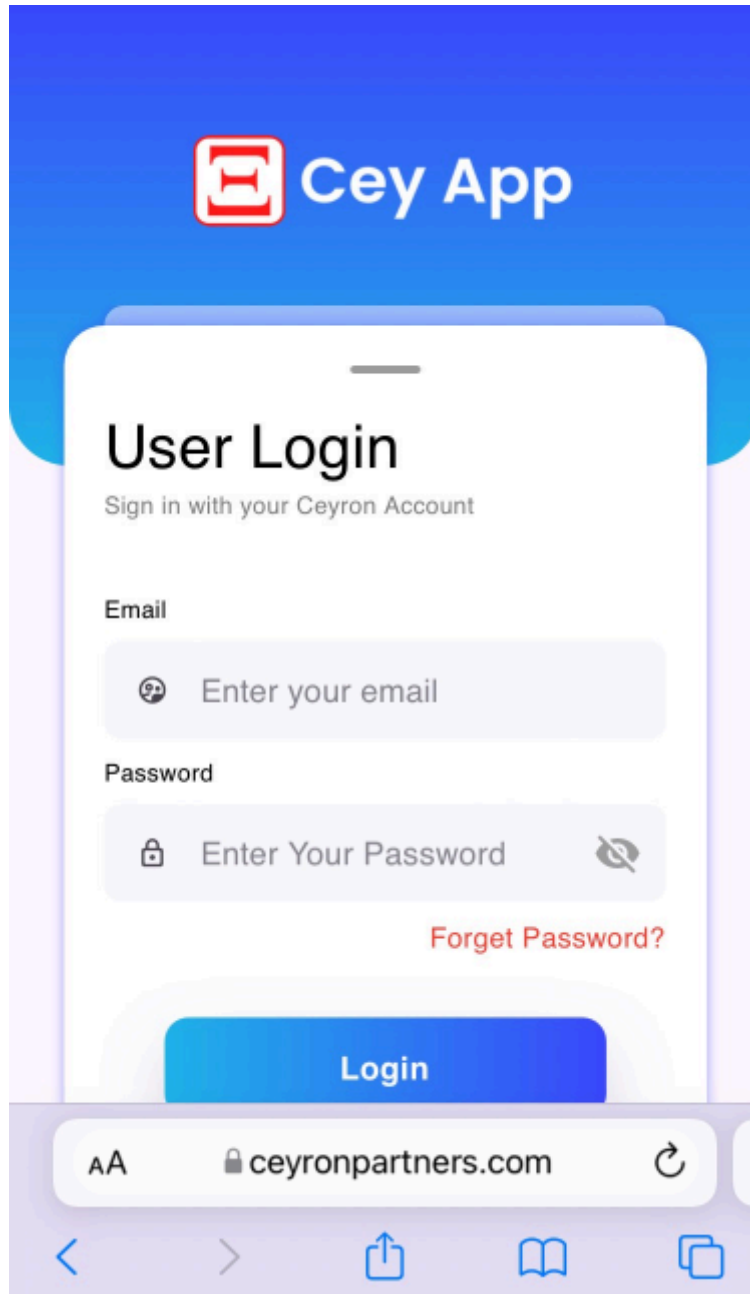 Cey App
User Login
Sign in with your Ceyron Account
Email
Enter your email
Password
Enter Your Password
Forget Password?
Login
AA ceyronpartners.com